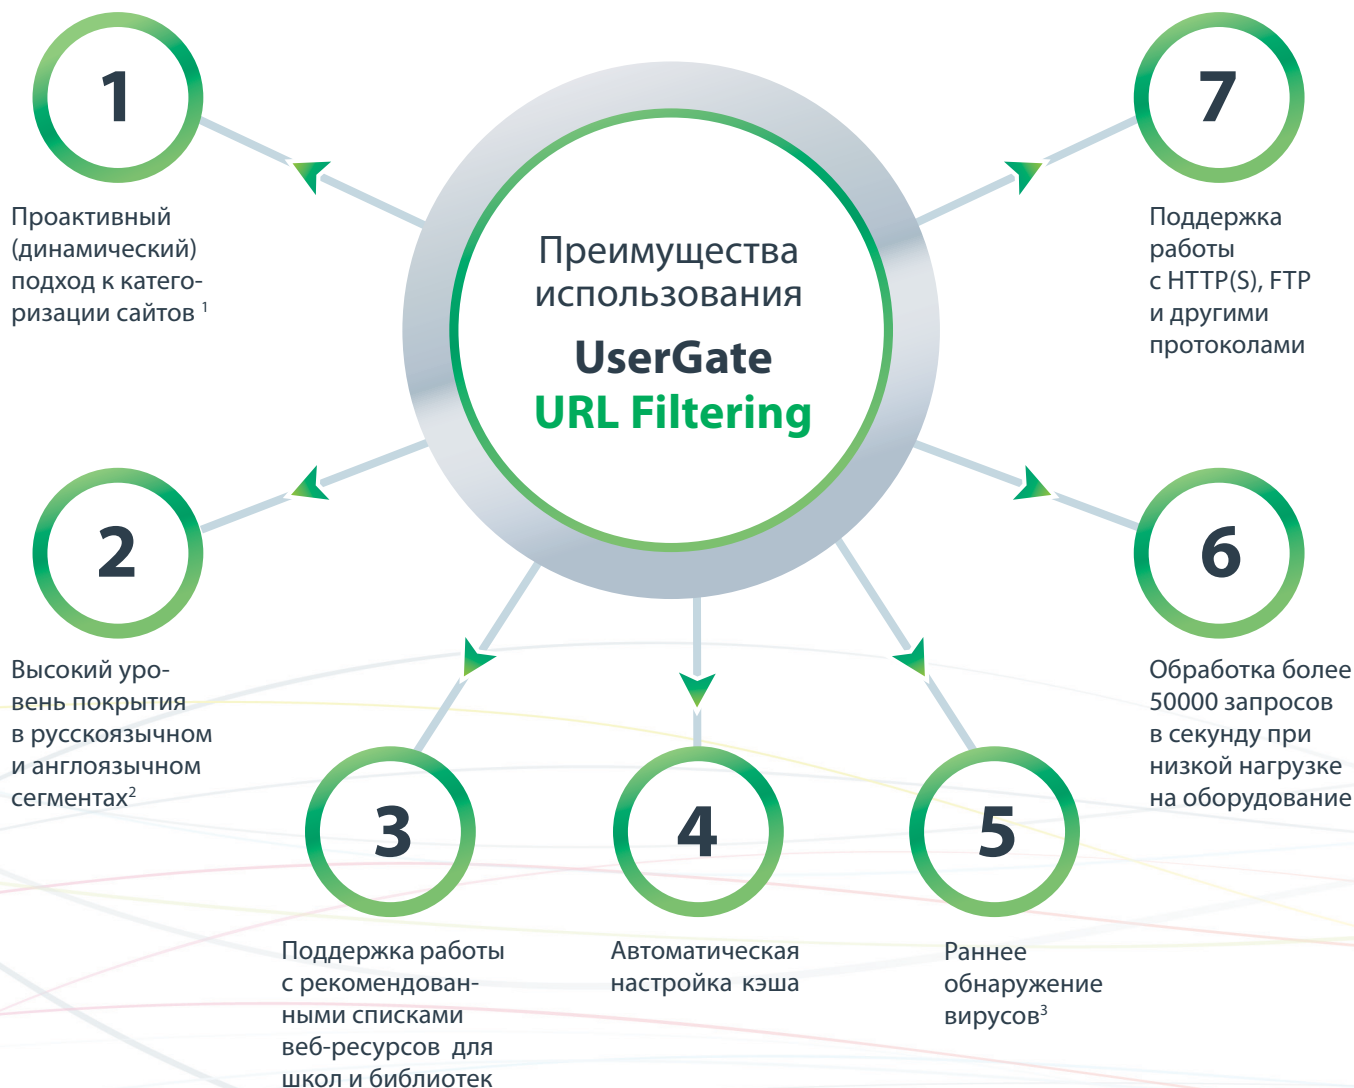 Преимущества
использования
UserGate
URL Filtering
1
Проактивный
(динамический)
подход к катего-
ризации сайтов 1
2
Высокий уро-
вень покрытия
в русскоязычном
и англоязычном
сегментах2
3
Поддержка работы
с рекомендован-
ными списками
веб-ресурсов для
школ и библиотек
4
Автоматическая
настройка кэша
5
Раннее
обнаружение
вирусов3
6
Обработка более
50000 запросов
в секунду при
низкой нагрузке
на оборудование
7
Поддержка
работы
с HTTP(S), FTP
и другими
протоколами